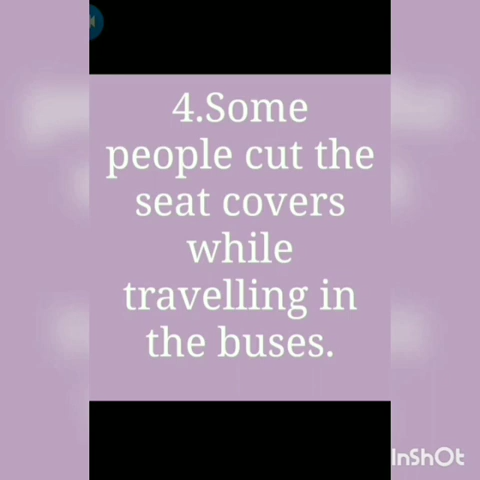 4.Some
people cut the
seat covers
while
travelling in
the buses.
InShOt